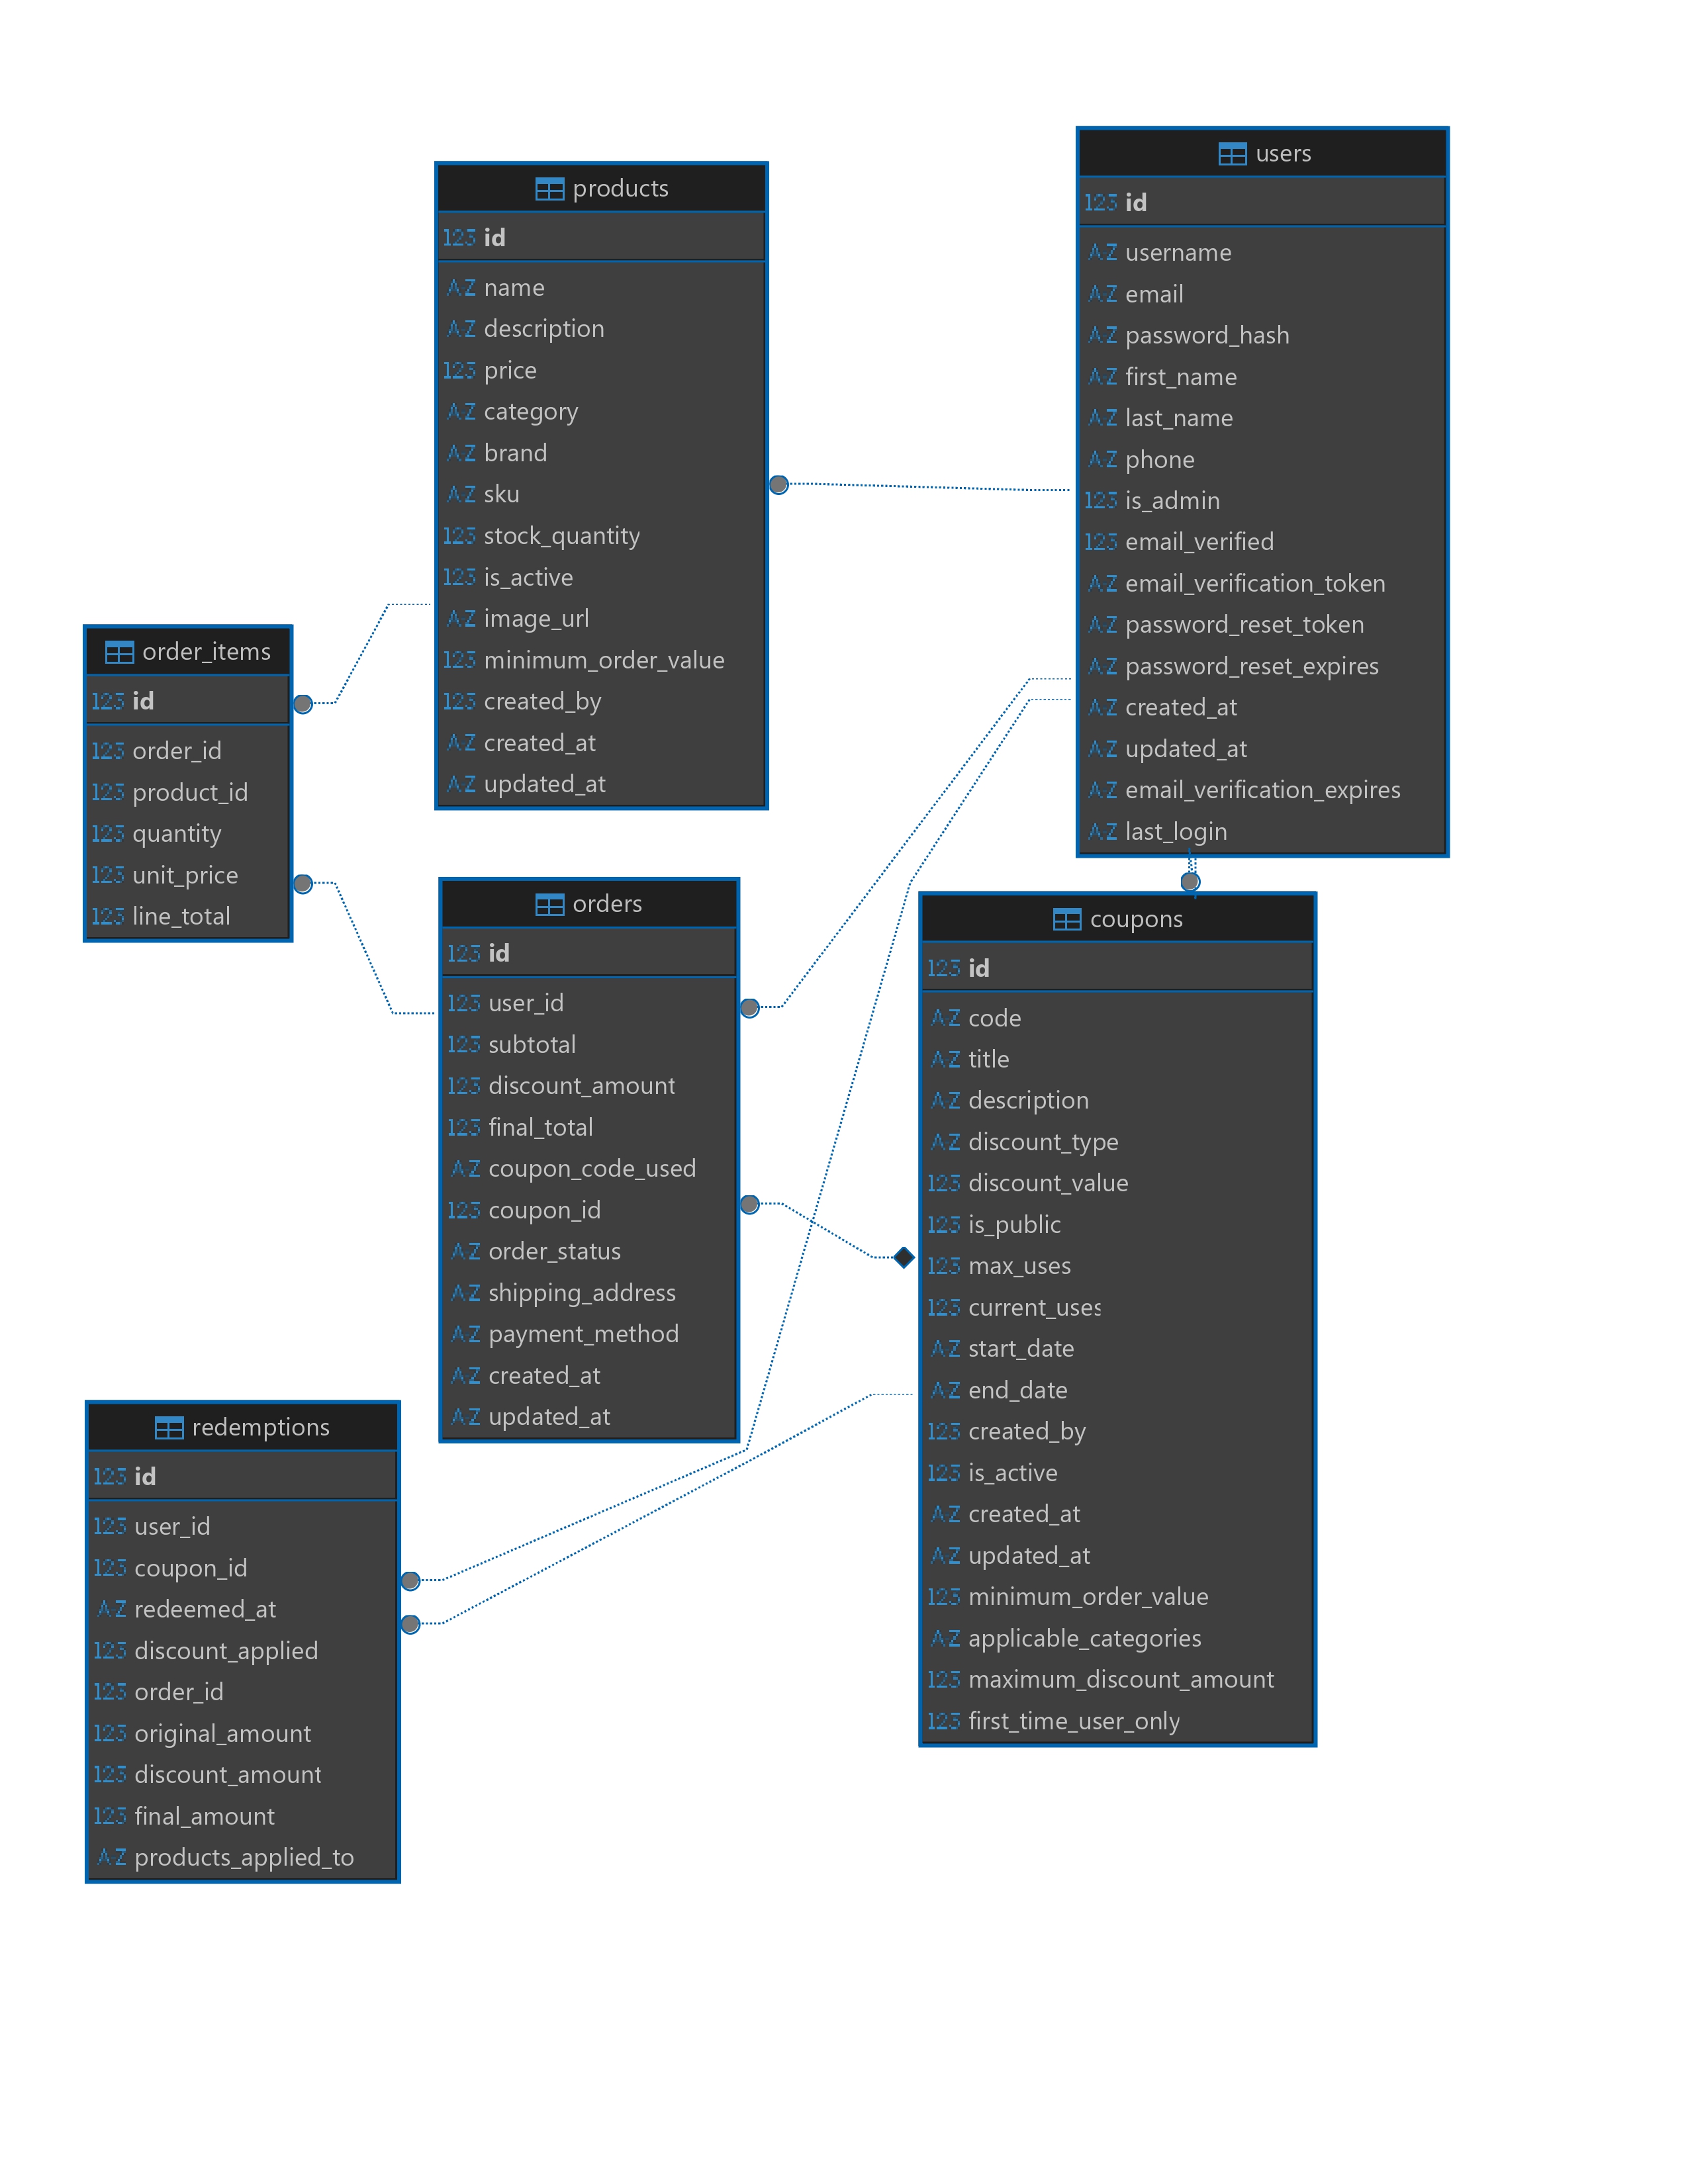 products
123 id
AZ name
AZ description
123 price
AZ category
AZ brand
AZ sku
123 stock_quantity
123 is_active
AZ image_url
123 minimum_order_value
123 created_by
AZ created_at
AZ updated_at
users
123 id
AZ username
AZ email
AZ password_hash
AZ first_name
AZ last_name
AZ phone
123 is_admin
123 email_verified
AZ email_verification_token
AZ password_reset_token
AZ password_reset_expires
AZ created_at
AZ updated_at
AZ email_verification_expires
AZ last_login
order_items
123 id
123 order_id
123 product_id
123 quantity
123 unit_price
123 line_total
orders
123 id
123 user_id
123 subtotal
123 discount_amount
123 final_total
AZ coupon_code_used
123 coupon_id
AZ order_status
AZ shipping_address
AZ payment_method
AZ created_at
AZ updated_at
coupons
123 id
AZ code
AZ title
AZ description
AZ discount_type
123 discount_value
123 is_public
123 max_uses
123 current_uses
AZ start_date
AZ end_date
123 created_by
123 is_active
AZ created_at
AZ updated_at
123 minimum_order_value
AZ applicable_categories
123 maximum_discount_amount
123 first_time_user_only
redemptions
123 id
123 user_id
123 coupon_id
AZ redeemed_at
123 discount_applied
123 order_id
123 original_amount
123 discount_amount
123 final_amount
AZ products_applied_to